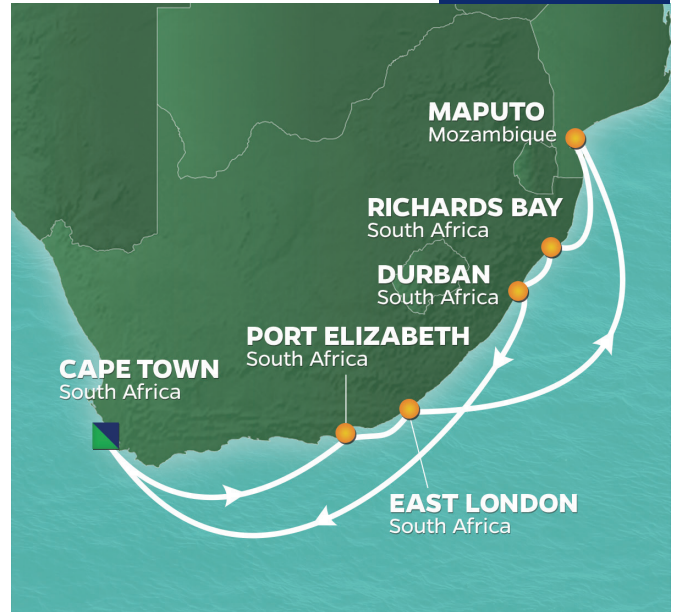 MAPUTO
Mozambique
RICHARDS BAY
South Africa
DURBAN
South Africa
PORT ELIZABETH
South Africa
CAPE TOWN
South Africa
EAST LONDON
South Africa